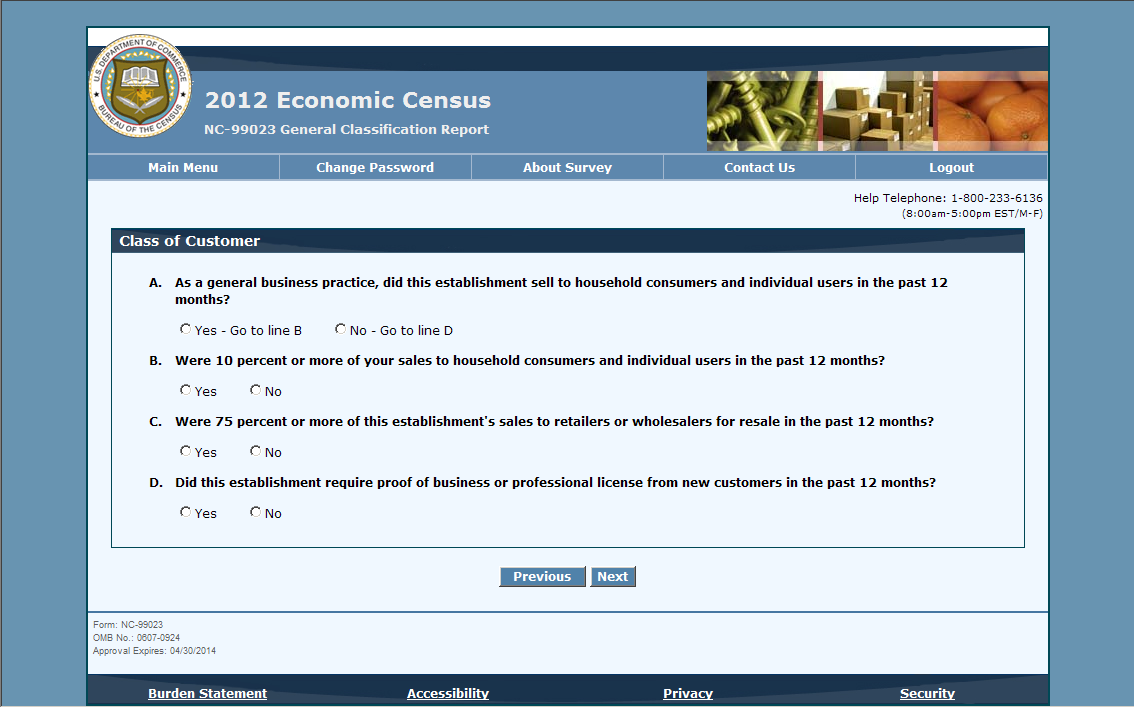 U.S. DEPARTMENT OF COMMERCE
BUREAU OF THE CENSUS
2012 Economic Census
NC-99023 General Classification Report
Main Menu Change Password About Survey Contact Us Logout
Help Telephone: 1-800-233-6136
(8:00am-5:00pm EST/M-F)
Class of Customer
A. As a general business practice, did this establishment sell to household consumers and individual users in the past 12
months?
Yes - Go to line B No - Go to line D
B. Were 10 percent or more of your sales to household consumers and individual users in the past 12 months?
Yes No
C. Were 75 percent or more of this establishment's sales to retailers or wholesalers for resale in the past 12 months?
Yes No
D. Did this establishment require proof of business or professional license from new customers in the past 12 months?
Yes No
Previous Next
Form: NC-99023
OMB No.: 0607-0924
Approval Expires: 04/30/2014
Burden Statement Accessibility Privacy Security